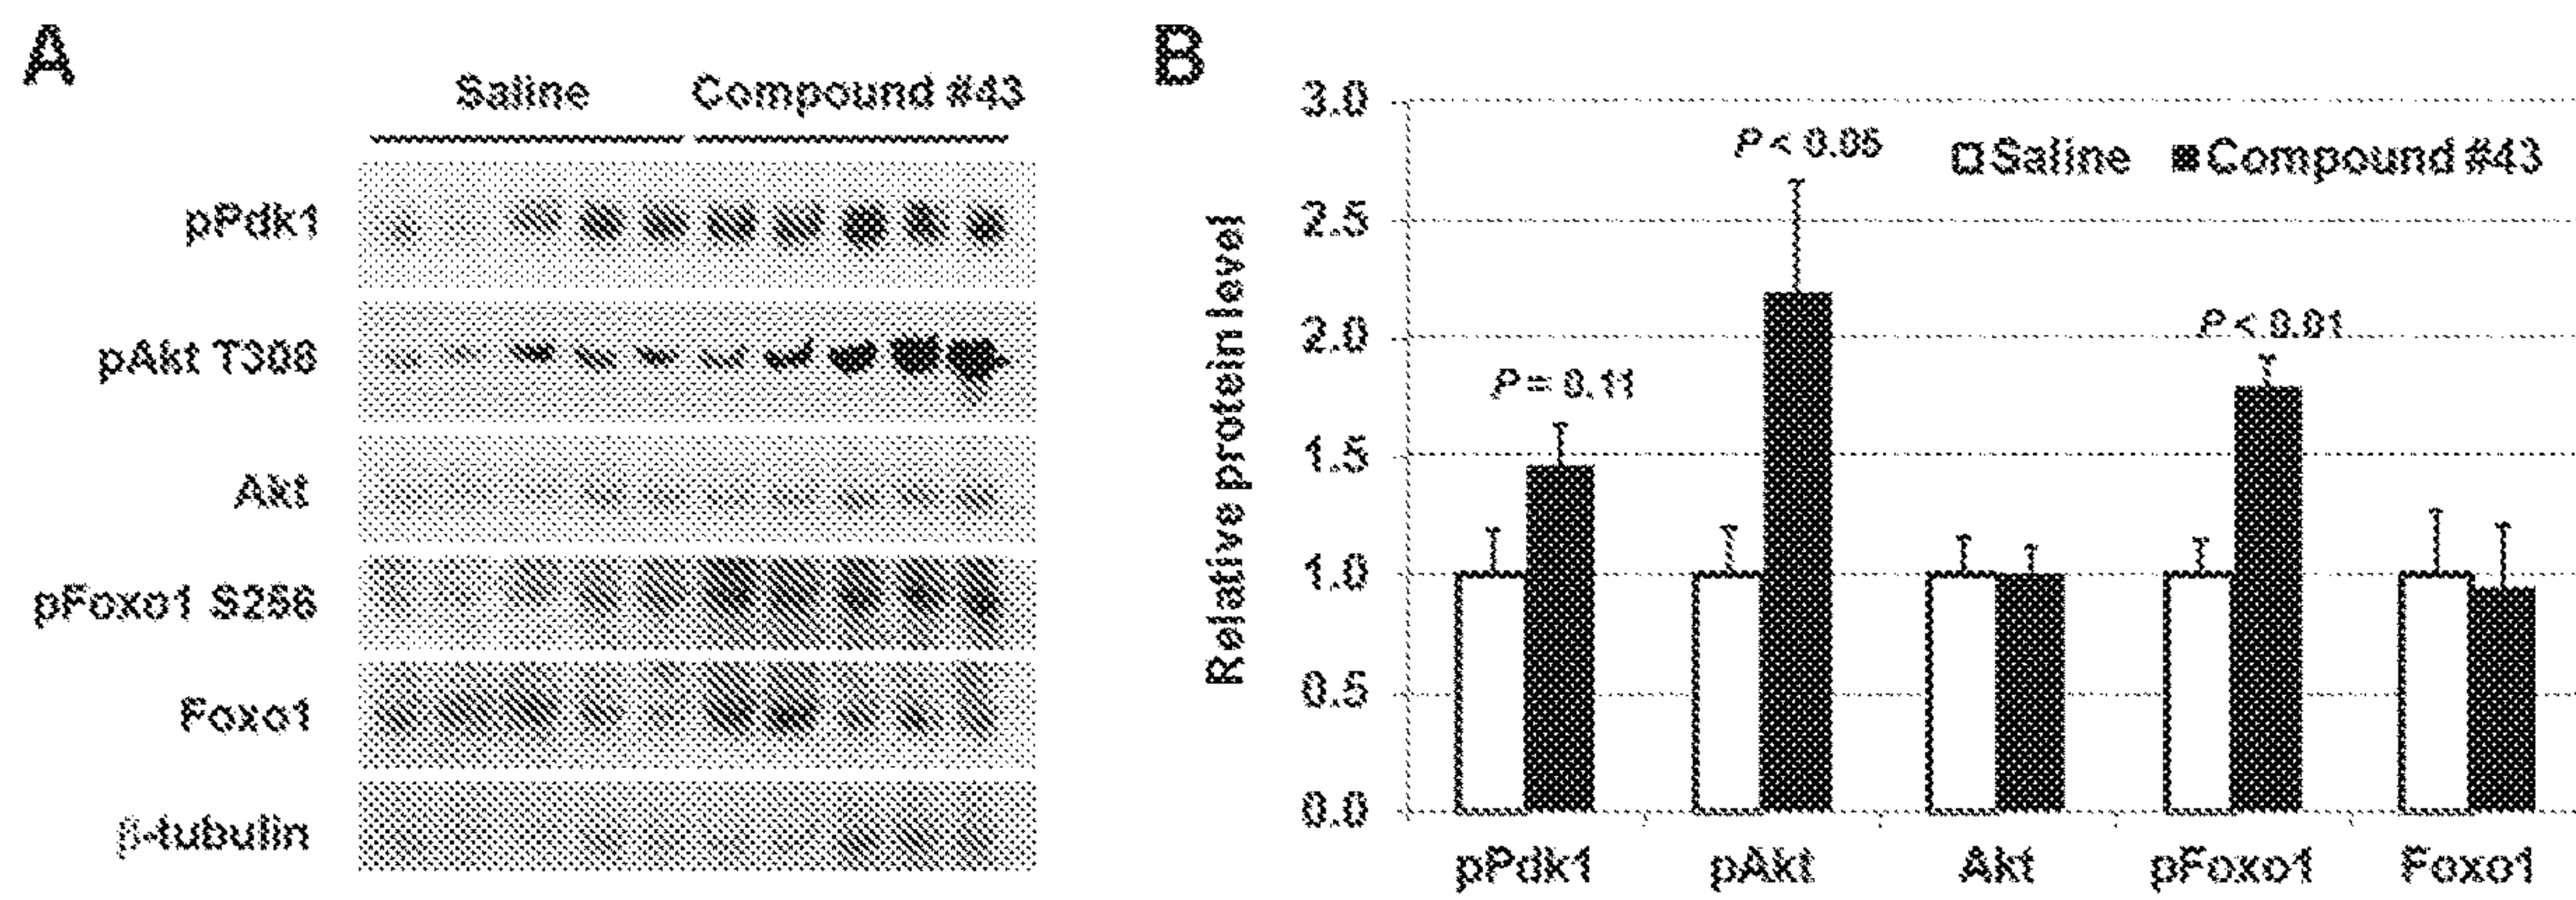 A
Saline Compound #43
pPdk1
pAkt T308
Akt
pFoxo1 S256
Foxo1
β-tubulin
B
Relative protein level
3.0
2.5
2.0
1.5
1.0
0.5
0.0
P < 0.05
Saline Compound #43
P < 0.01
P = 0.11
pPdk1 pAkt Akt pFoxo1 Foxo1